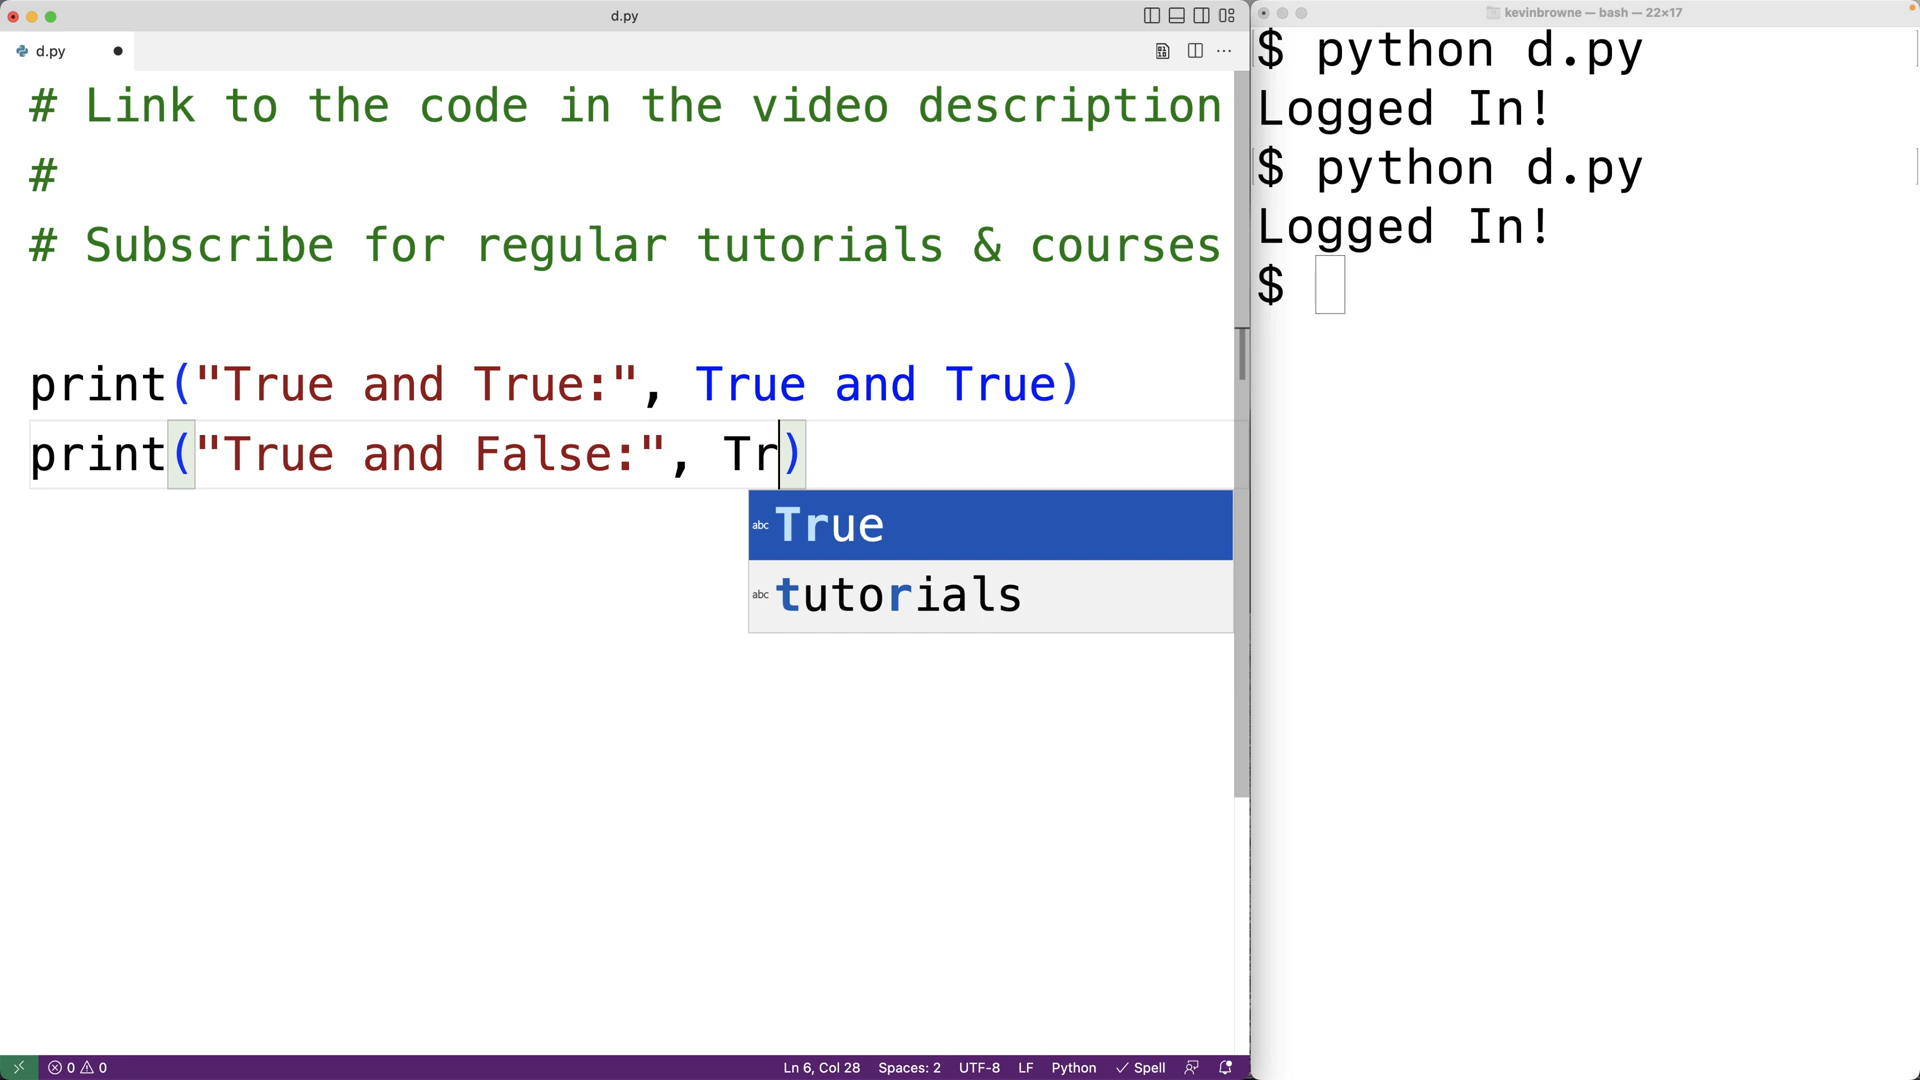 d.py
d.py
# Link to the code in the video description
#
# Subscribe for regular tutorials & courses
print("True and True:", True and True)
print("True and False:", Tr)
abc True
abc tutorials
0 0
Ln 6, Col 28 Spaces: 2 UTF-8 LF Python Spell
kevinbrowne — bash — 22×17
$ python d.py
Logged In!
$ python d.py
Logged In!
$